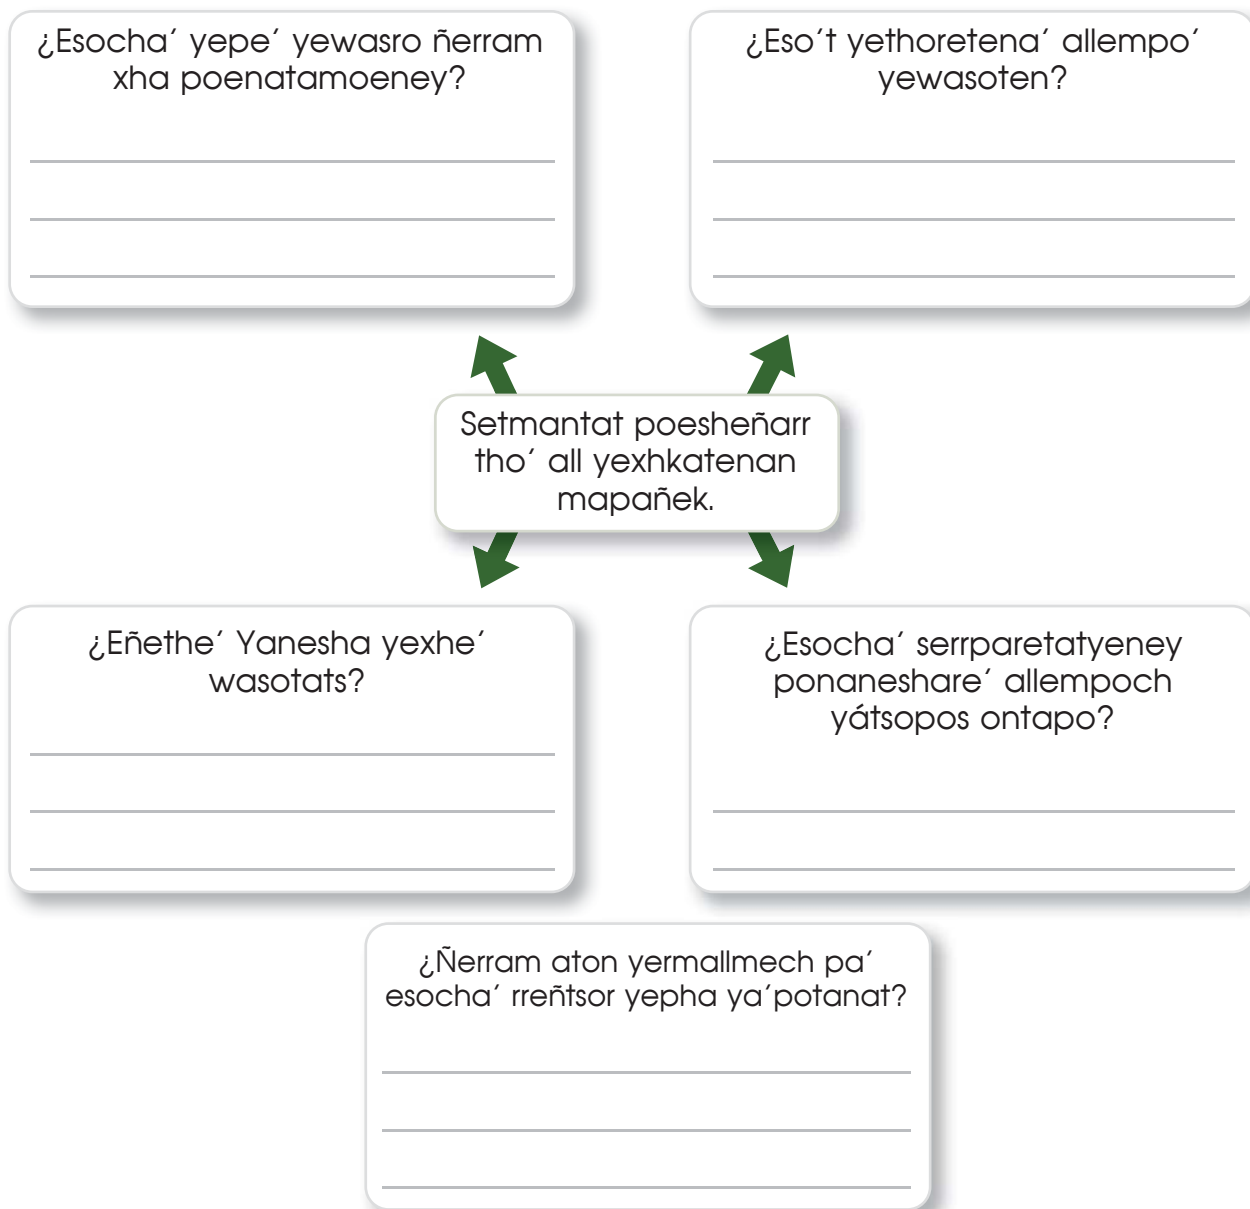 ¿Esocha´ yepe´ yewasro ñerram
xha poenatamoeney?
¿Eso´t yethoretena´ allempo´
yewasoten?
Setmantat poesheñarr
tho´ all yexhkatenan
mapañek.
¿Eñethe´ Yanesha yexhe´
wasotats?
¿Esocha´ serrparetatyeney
ponaneshare´ allempoch
yátsopos ontapo?
¿Ñerram aton yermallmech pa´
esocha´ rreñtsor yepha ya´potanat?